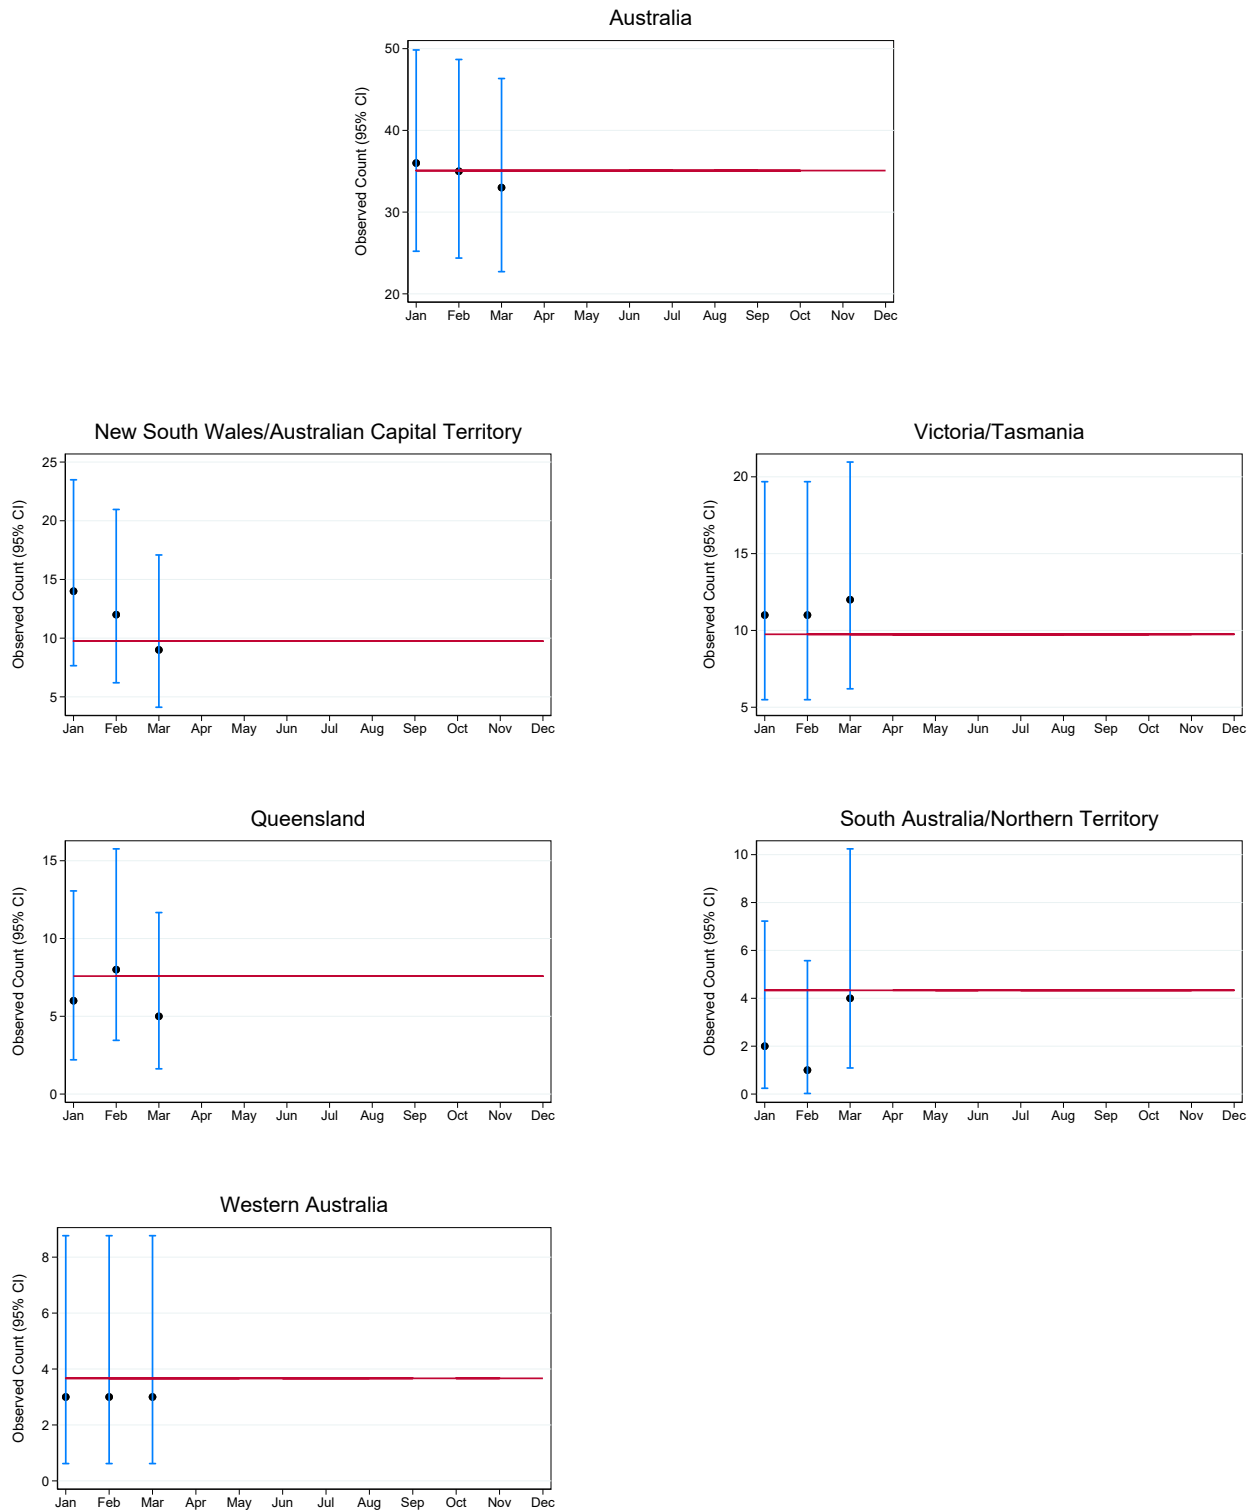 Australia
Observed Count (95% CI)
50
40
30
20
Jan Feb Mar Apr May Jun Jul Aug Sep Oct Nov Dec
New South Wales/Australian Capital Territory
Observed Count (95% CI)
25
20
15
10
5
Jan Feb Mar Apr May Jun Jul Aug Sep Oct Nov Dec
Victoria/Tasmania
Observed Count (95% CI)
20
15
10
5
Jan Feb Mar Apr May Jun Jul Aug Sep Oct Nov Dec
Queensland
Observed Count (95% CI)
15
10
5
0
Jan Feb Mar Apr May Jun Jul Aug Sep Oct Nov Dec
South Australia/Northern Territory
Observed Count (95% CI)
10
8
6
4
2
0
Jan Feb Mar Apr May Jun Jul Aug Sep Oct Nov Dec
Western Australia
Observed Count (95% CI)
8
6
4
2
0
Jan Feb Mar Apr May Jun Jul Aug Sep Oct Nov Dec